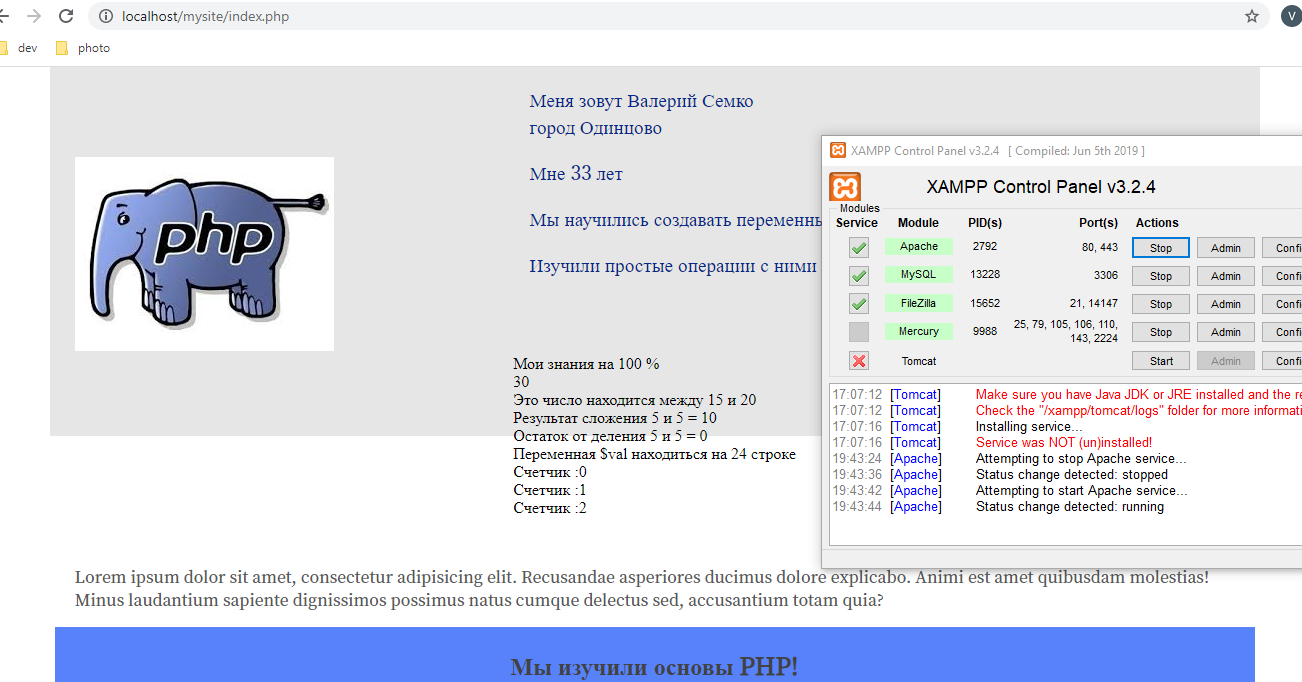 localhost/mysite/index.php
V
dev
photo
Меня зовут Валерий Семко
город Одинцово
Мне 33 лет
Мы научились создавать
Изучили простые операции с ними
php
Мои знания на 100 %
30
Это число находится между 15 и 20
Результат сложения 5 и 5 = 10
Остаток от деления 5 и 5 = 0
Переменная $val находиться на 24 строке
Счетчик :0
Счетчик :1
Счетчик :2
XAMPP Control Panel v3.2.4 [ Compiled: Jun 5th 2019 ]
XAMPP Control Panel v3.2.4
Modules
Service Module PID(s) Port(s) Actions
Apache 2792 80, 443 Stop Admin
MySQL 13228 3306 Stop Admin
FileZilla 15652 21, 14147 Stop Admin
Mercury 9988 25, 79, 105, 106, 110,
143, 2224 Stop Admin
Tomcat Start Admin
17:07:12 [Tomcat] Make sure you have Java JDK or JRE installed and the
17:07:12 [Tomcat] Check the "/xampp/tomcat/logs" folder for more
17:07:16 [Tomcat] Installing service...
17:07:16 [Tomcat] Service was NOT (un)installed!
19:43:24 [Apache] Attempting to stop Apache service...
19:43:36 [Apache] Status change detected: stopped
19:43:42 [Apache] Attempting to start Apache service...
19:43:44 [Apache] Status change detected: running
Lorem ipsum dolor sit amet, consectetur adipisicing elit. Recusandae asperiores ducimus dolore explicabo. Animi est amet quibusdam molestias!
Minus laudantium sapiente dignissimos possimus natus cumque delectus sed, accusantium totam quia?
Мы изучили основы PHP!